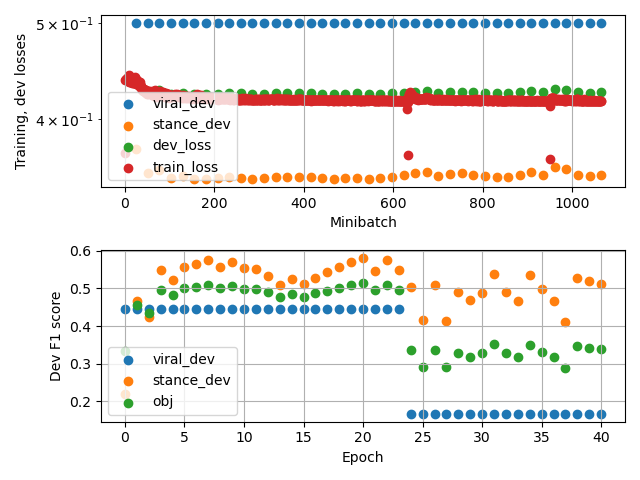 5 × 10⁻¹
4 × 10⁻¹
Training, dev losses
viral_dev
stance_dev
dev_loss
train_loss
0 200 400 600 800 1000
Minibatch
0.6
0.5
0.4
0.3
0.2
Dev F1 score
viral_dev
stance_dev
obj
0 5 10 15 20 25 30 35 40
Epoch